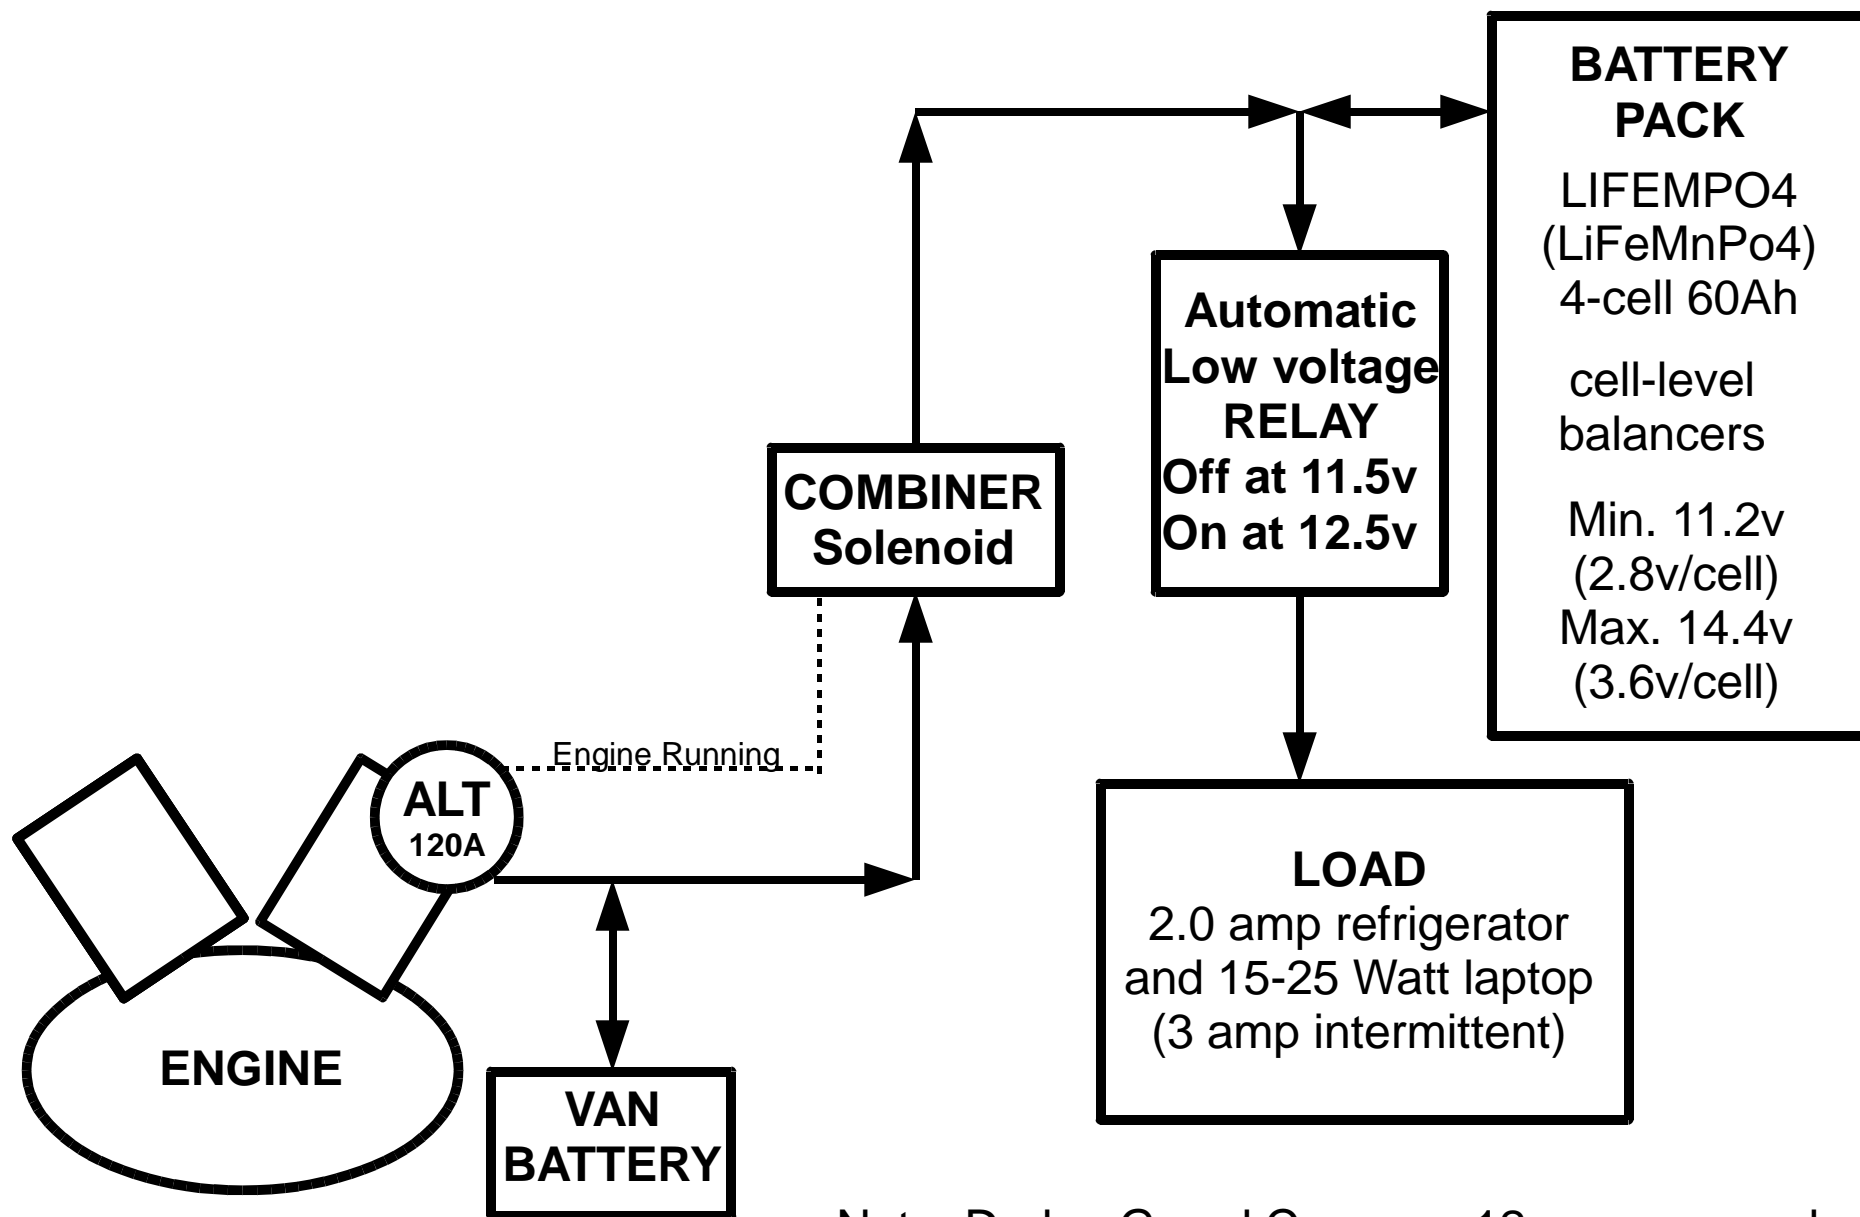 BATTERY
PACK
LIFEMPO4
(LiFeMnPo4)
4-cell 60Ah
cell-level
balancers
Min. 11.2v
(2.8v/cell)
Max. 14.4v
(3.6v/cell)
Automatic
Low voltage
RELAY
Off at 11.5v
On at 12.5v
COMBINER
Solenoid
Engine Running
ALT
120A
LOAD
2.0 amp refrigerator
and 15-25 Watt laptop
(3 amp intermittent)
ENGINE
VAN
BATTERY